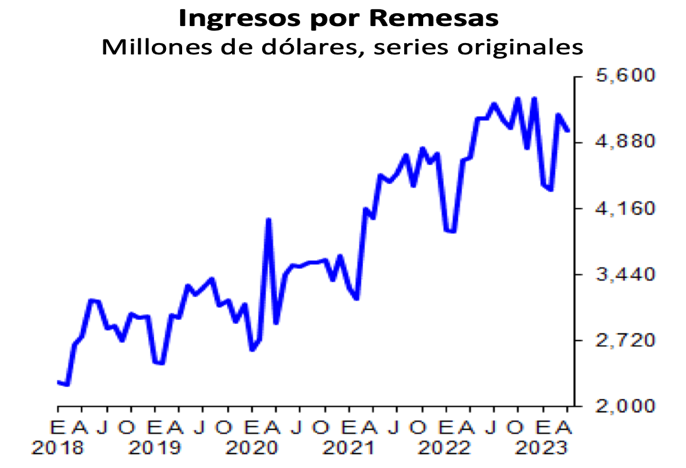 Ingresos por Remesas
Millones de dólares, series originales
5,600
4,880
4,160
3,440
2,720
2,000
E A J O E A J O E A J O E A J O E A J O E A
2018 2019 2020 2021 2022 2023